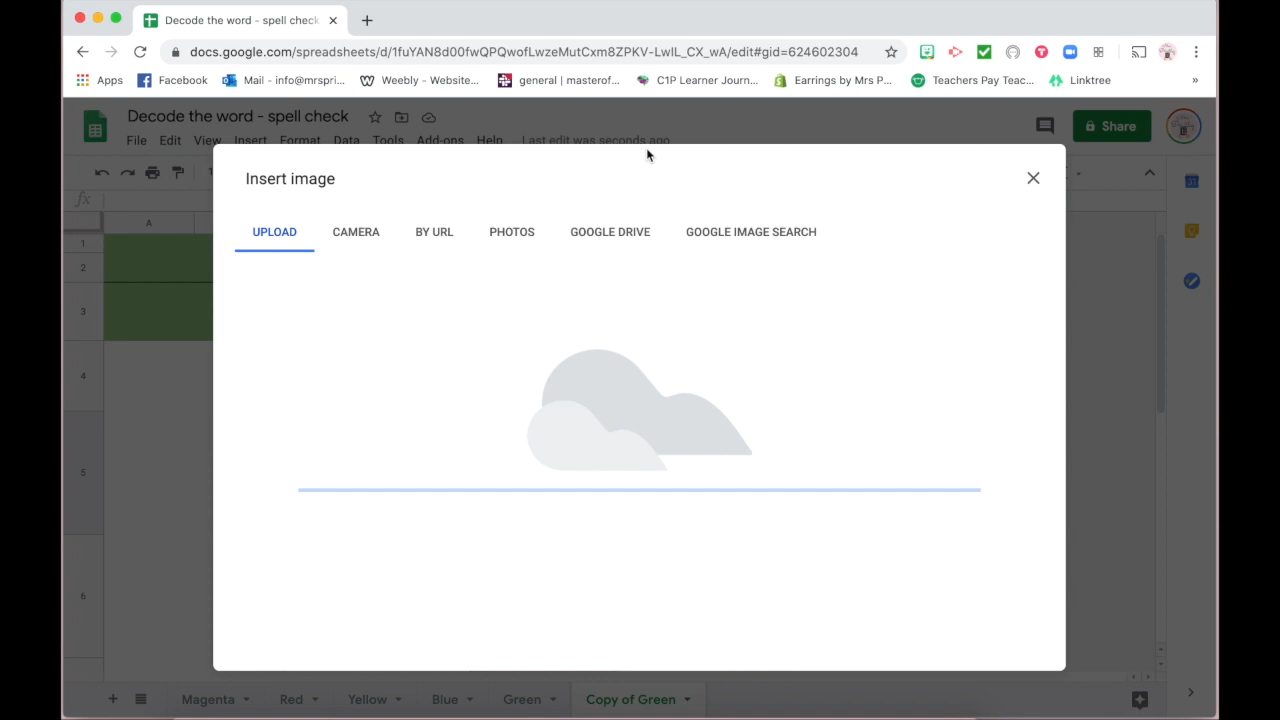 Decode the word - spell check
docs.google.com/spreadsheets/d/1fuYAN8d00fwQPQwofLwzeMutCxm8ZPKV-LwIL_CX_wA/edit#gid=624602304
Apps
Facebook
Mail - info@mrspri...
Weebly - Website...
general | masterof...
C1P Learner Journ...
Earrings by Mrs P...
Teachers Pay Teac...
Linktree
»
Decode the word - spell check
Share
File Edit View Insert Format Data Tools Add-ons Help Last edit was seconds ago
fx
A
1
2
3
4
5
6
Insert image
UPLOAD CAMERA BY URL PHOTOS GOOGLE DRIVE GOOGLE IMAGE SEARCH
Magenta Red Yellow Blue Green Copy of Green